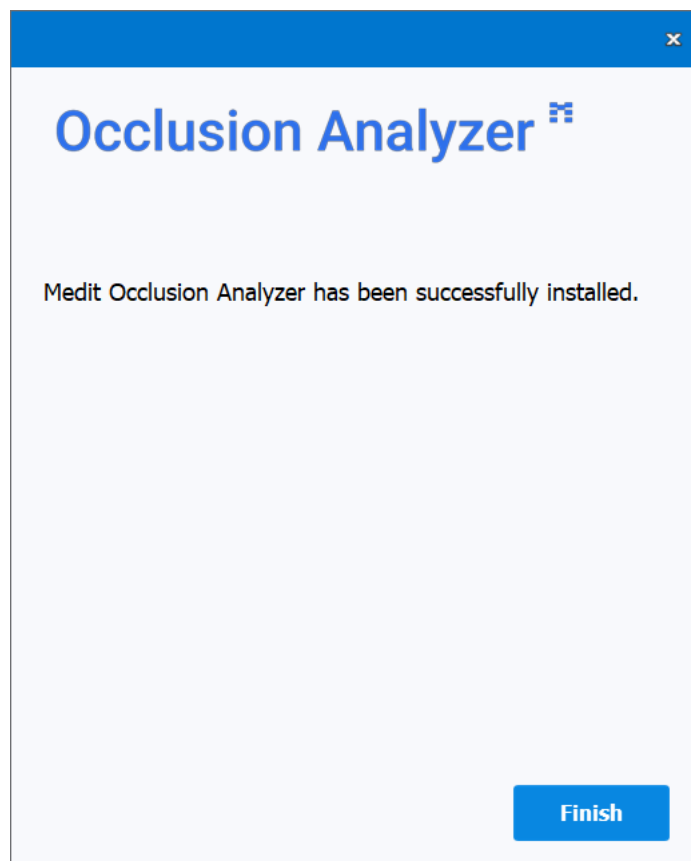 Occlusion Analyzer
Medit Occlusion Analyzer has been successfully installed.
Finish